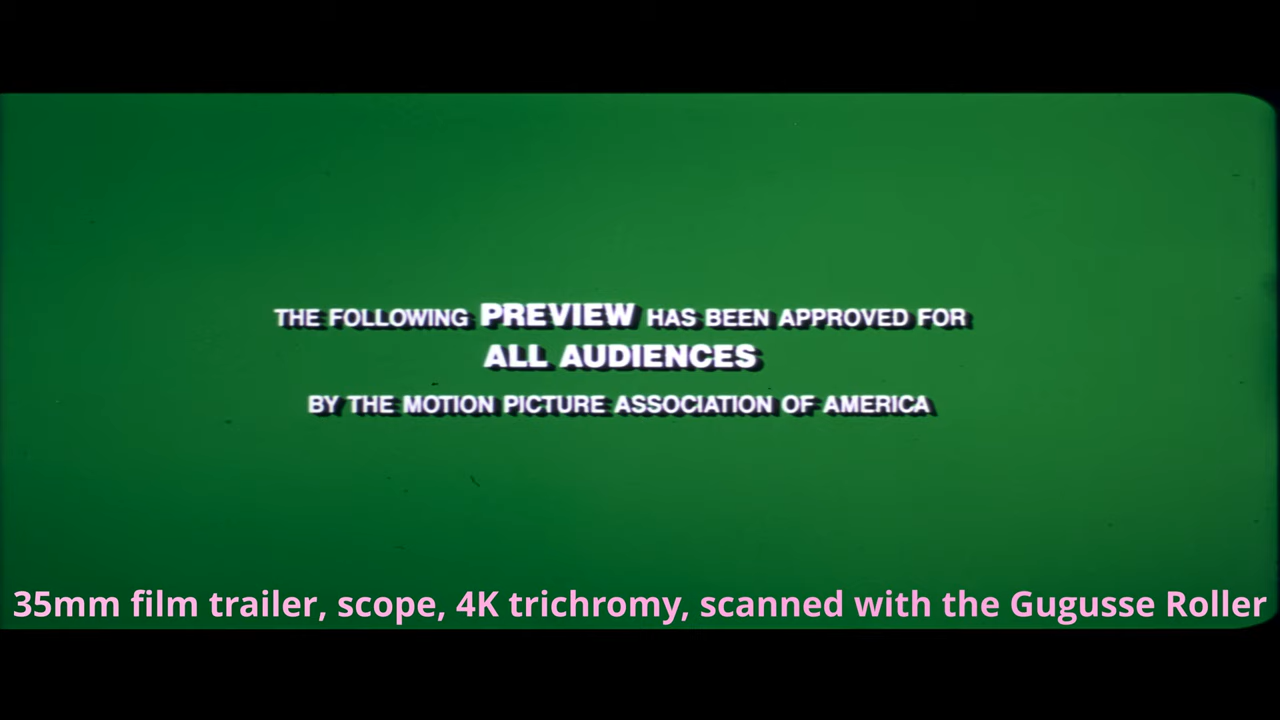 THE FOLLOWING PREVIEW HAS BEEN APPROVED FOR
ALL AUDIENCES
BY THE MOTION PICTURE ASSOCIATION OF AMERICA
35mm film trailer, scope, 4K trichromy, scanned with the Gugusse Roller